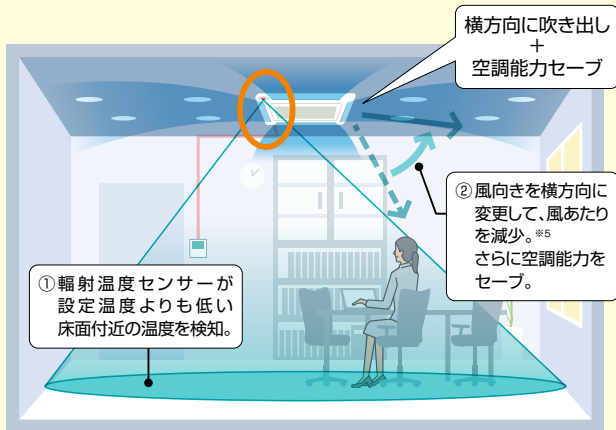 横方向に吹き出し
+
空調能力セーブ
②風向きを横方向に
変更して、風あたり
を減少。※5
さらに空調能力を
セーブ。
①輻射温度センサーが
設定温度よりも低い
床面付近の温度を検知。